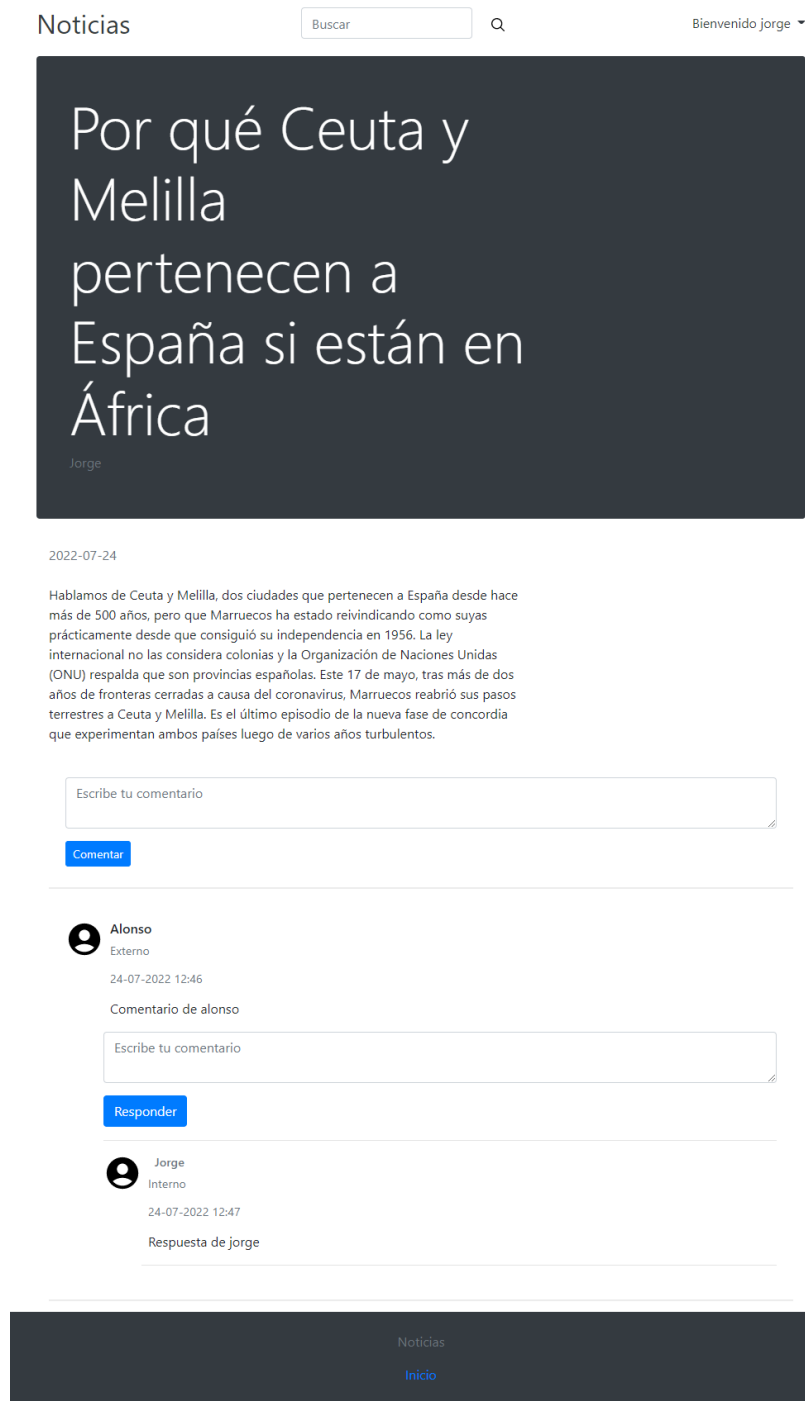 Noticias
Buscar
Bienvenido jorge
Por qué Ceuta y
Melilla
pertenecen a
España si están en
África
Jorge
2022-07-24
Hablamos de Ceuta y Melilla, dos ciudades que pertenecen a España desde hace
más de 500 años, pero que Marruecos ha estado reivindicando como suyas
prácticamente desde que consiguió su independencia en 1956. La ley
internacional no las considera colonias y la Organización de Naciones Unidas
(ONU) respalda que son provincias españolas. Este 17 de mayo, tras más de dos
años de fronteras cerradas a causa del coronavirus, Marruecos reabrió sus pasos
terrestres a Ceuta y Melilla. Es el último episodio de la nueva fase de concordia
que experimentan ambos países luego de varios años turbulentos.
Escribe tu comentario
Comentar
Alonso
Externo
24-07-2022 12:46
Comentario de alonso
Escribe tu comentario
Responder
Jorge
Interno
24-07-2022 12:47
Respuesta de jorge
Noticias
Inicio